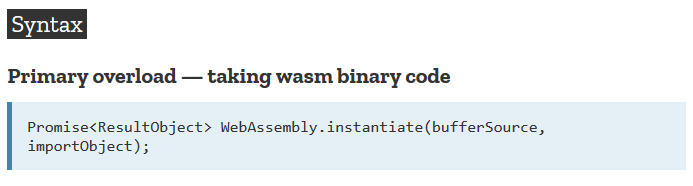 Syntax
Primary overload — taking wasm binary code
Promise<ResultObject> WebAssembly.instantiate(bufferSource,
importObject);